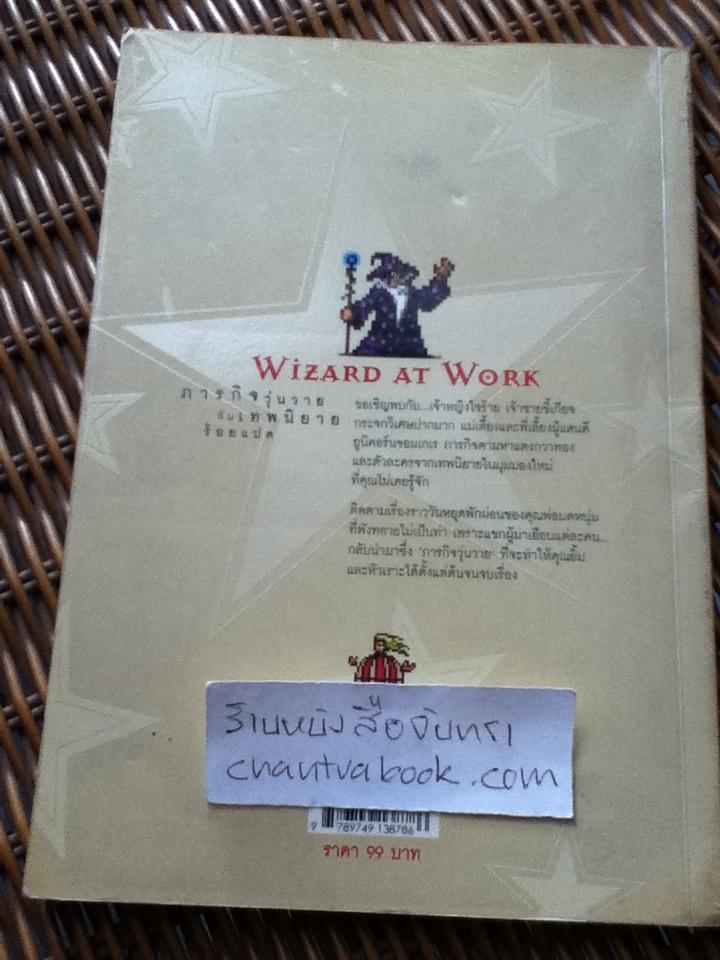 WiZARD AT WORK
ภารกิจวุ่นวาย
กับเทพนิยาย
ร้อยแปด
ขอเชิญพบกับ...เจ้าหญิงใจร้าย เจ้าชายขี้เกียจ
กระจกวิเศษปากมาก แม่เลี้ยงและพี่เลี้ยงผู้แสนดี
ยูนิคอร์นจอมเกเร ภารกิจตามหาแตงกวาทอง
และตัวละครจากเทพนิยายในมุมมองใหม่
ที่คุณไม่เคยรู้จัก
ติดตามเรื่องราววันหยุดพักผ่อนของคุณพ่อมดหนุ่ม
ที่พังทลายไม่เป็นท่า เพราะแขกผู้มาเยือนแต่ละคน...
กลับนำมาซึ่ง 'ภารกิจวุ่นวาย' ที่จะทำให้คุณยิ้ม
และหัวเราะได้ตั้งแต่ต้นจนจบเรื่อง
ร้านหนังสือจันทรา
chantrabook.com
9 789749 138786
ราคา 99 บาท